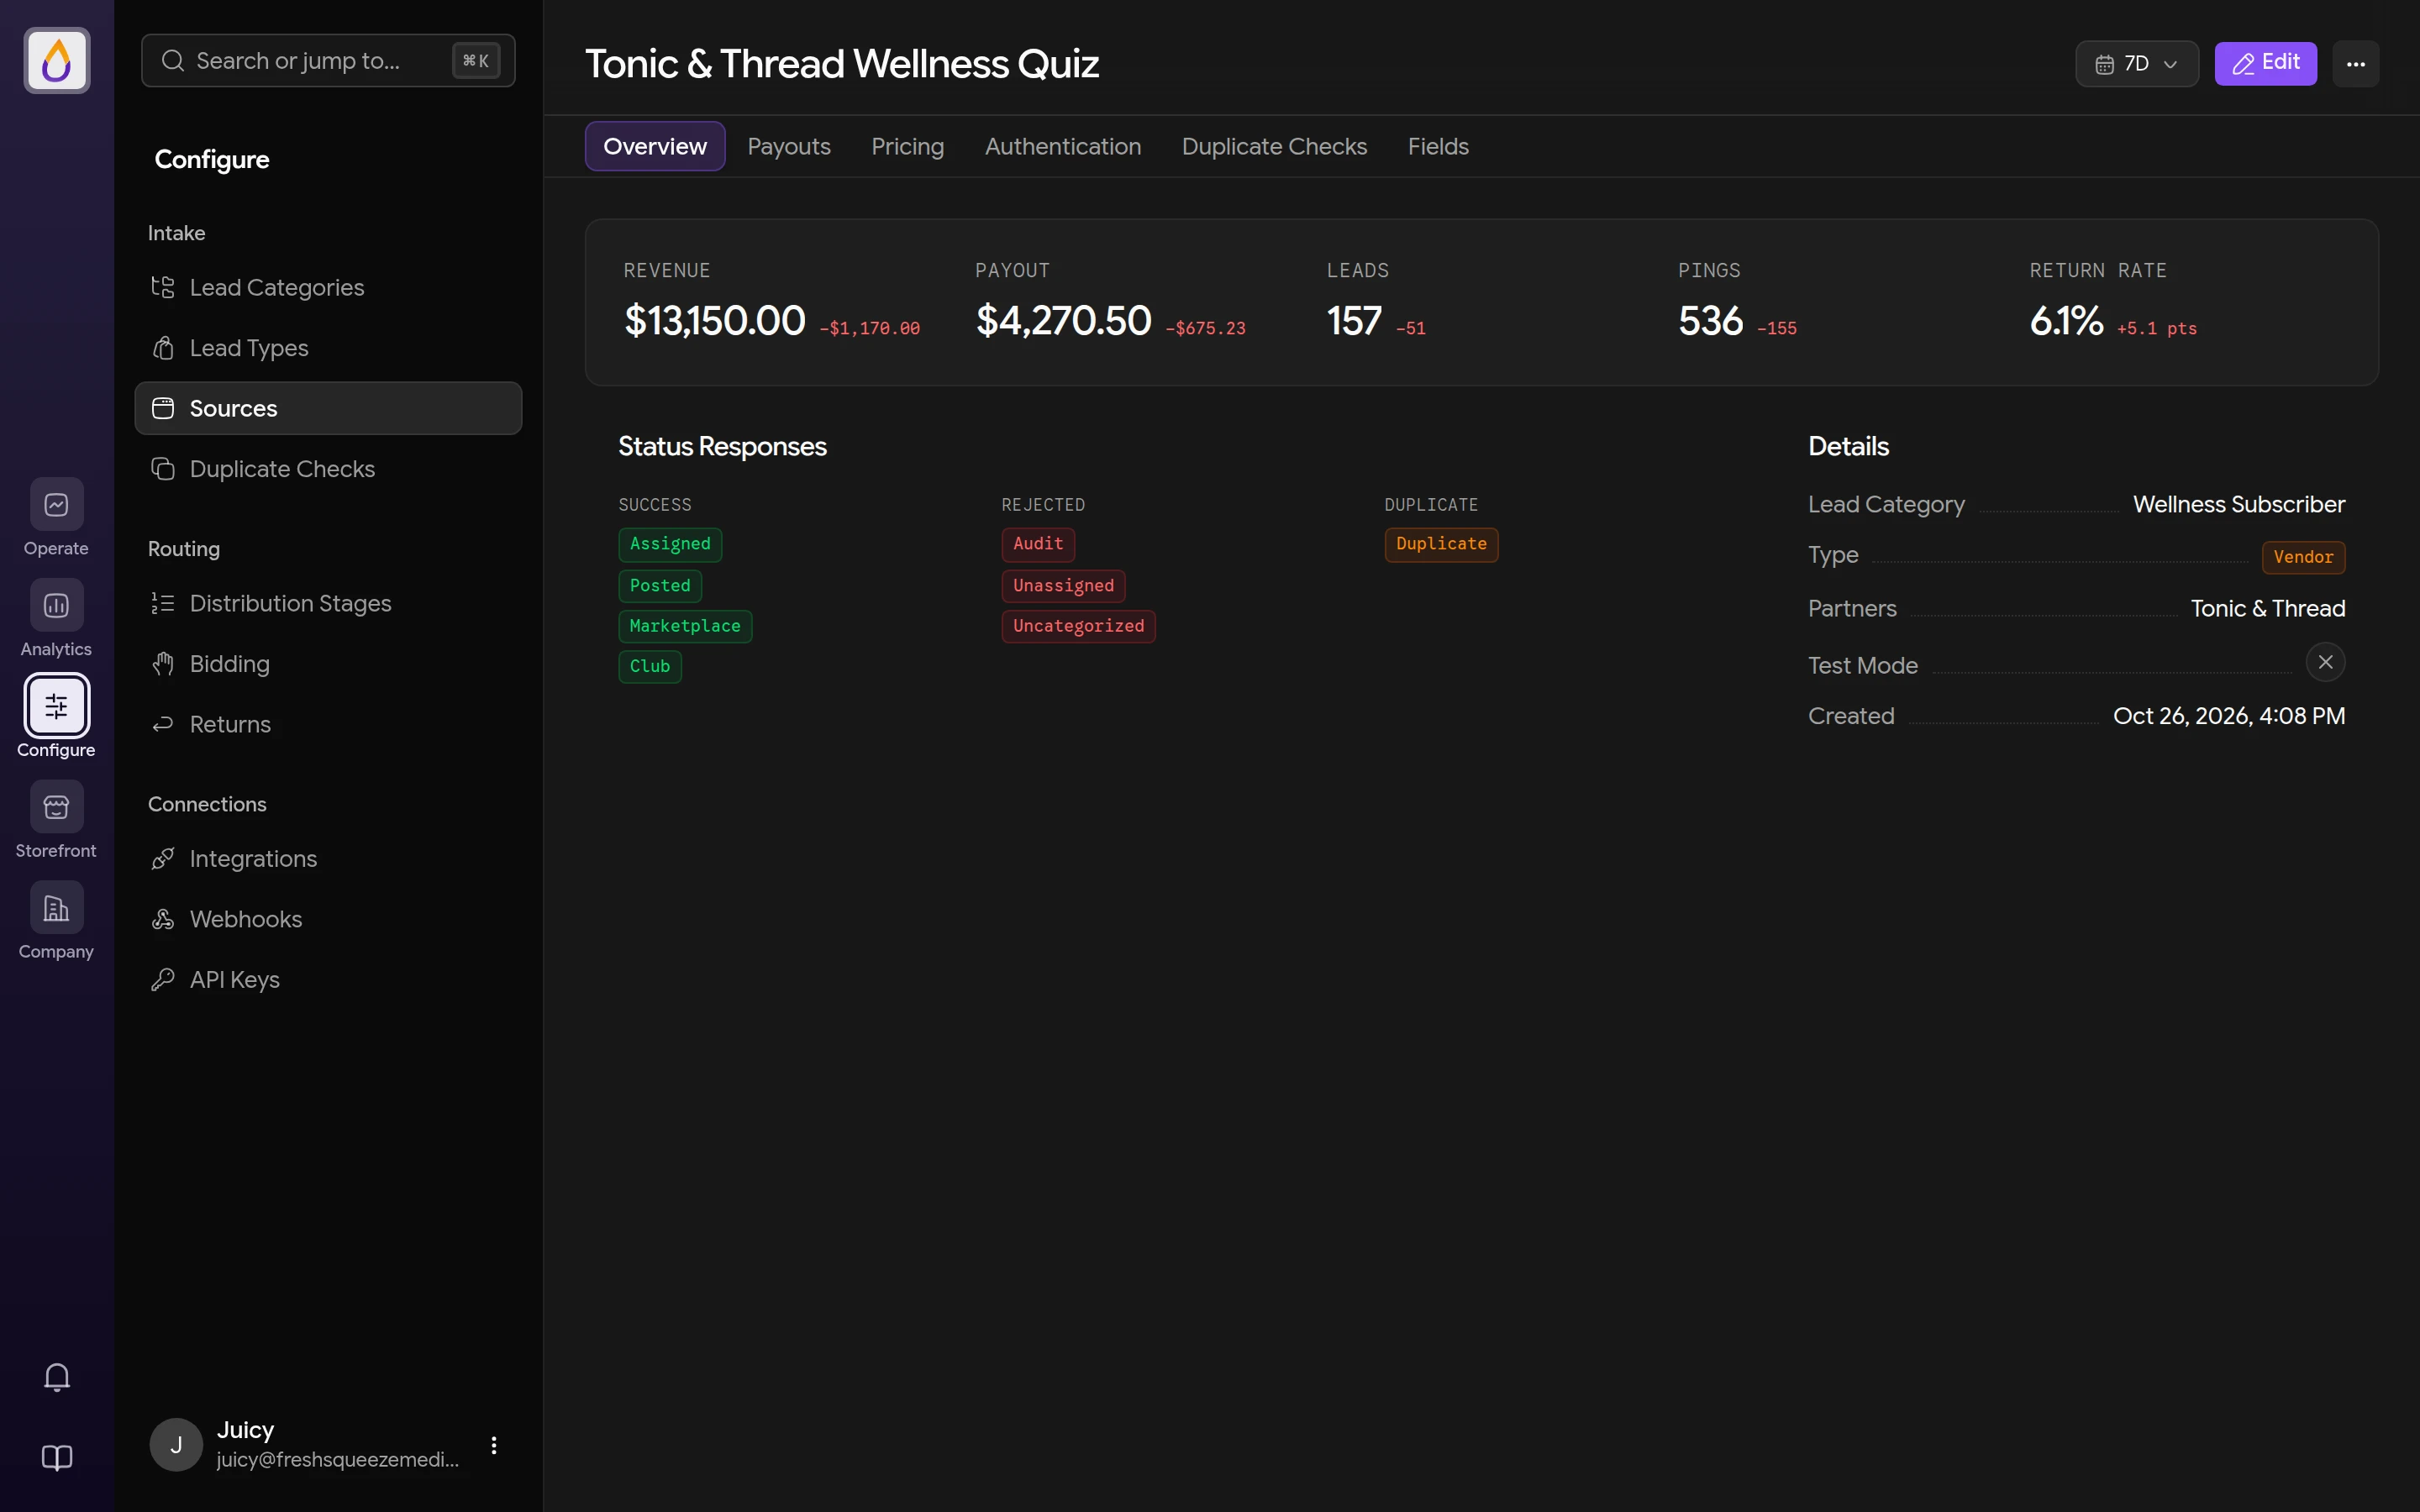 Search or jump to...
⌘ K
Configure
Intake
Lead Categories
Lead Types
Sources
Duplicate Checks
Routing
Distribution Stages
Bidding
Returns
Connections
Integrations
Webhooks
API Keys
Operate
Analytics
Configure
Storefront
Company
J
Juicy
juicy@freshsqueezemedi...
Tonic & Thread Wellness Quiz
7D
Edit
Overview
Payouts
Pricing
Authentication
Duplicate Checks
Fields
REVENUE
$13,150.00 -$1,170.00
PAYOUT
$4,270.50 -$675.23
LEADS
157 -51
PINGS
536 -155
RETURN RATE
6.1% +5.1 pts
Status Responses
SUCCESS
Assigned
Posted
Marketplace
Club
REJECTED
Audit
Unassigned
Uncategorized
DUPLICATE
Duplicate
Details
Lead Category Wellness Subscriber
Type Vendor
Partners Tonic & Thread
Test Mode
Created Oct 26, 2026, 4:08 PM